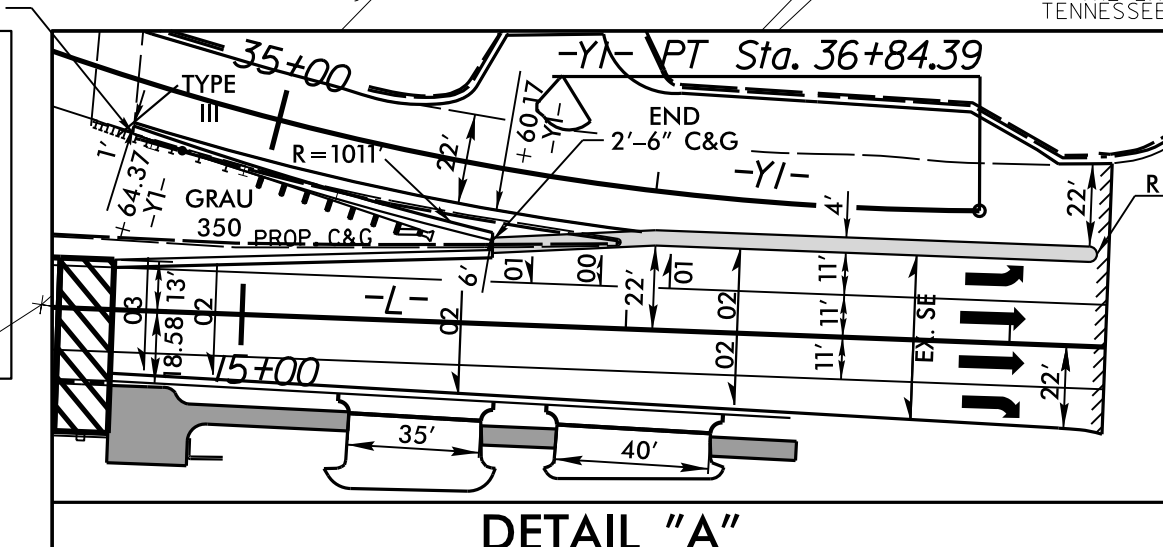 TENNESSEE
35+00
-Y1- PT Sta. 36+84.39
TYPE
III
+60.17
-Y1-
END
2'-6" C&G
R=1011'
22'
1'
+64.37
-Y1-
GRAU
350
PROP. C&G
-Y1-
4'
22'
R
6'
01
00
01
03
13'
02
18.58
-L-
02
22'
02
02
11'
11'
11'
EX. SE
22'
15+00
35'
40'
DETAIL "A"